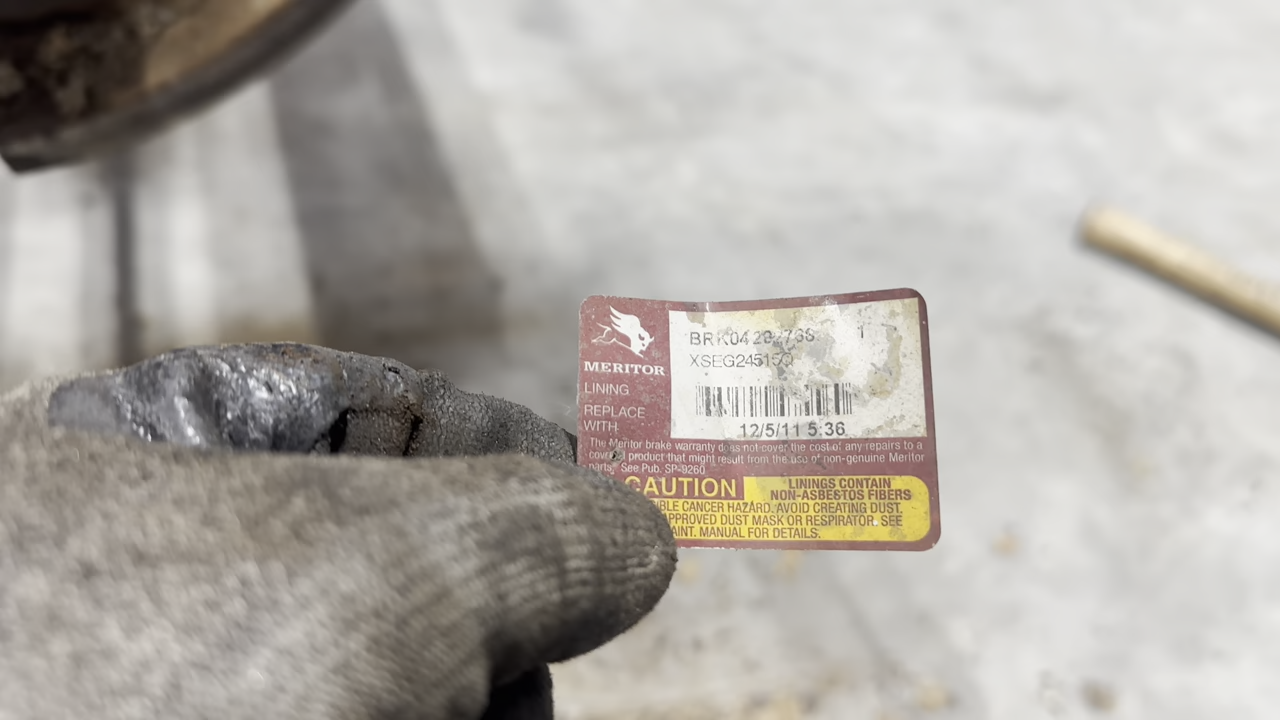 MERITOR
LINING
REPLACE
WITH
1
XSEG24515Q
12/5/11 5:36
The Meritor brake warranty does not cover the cost of any repairs to a
product that might result from the use of non-genuine Meritor
parts. See Pub. SP-9260
CAUTION
LININGS CONTAIN
NON-ASBESTOS FIBERS
CANCER HAZARD. AVOID CREATING DUST.
APPROVED DUST MASK OR RESPIRATOR. SEE
MANUAL FOR DETAILS.